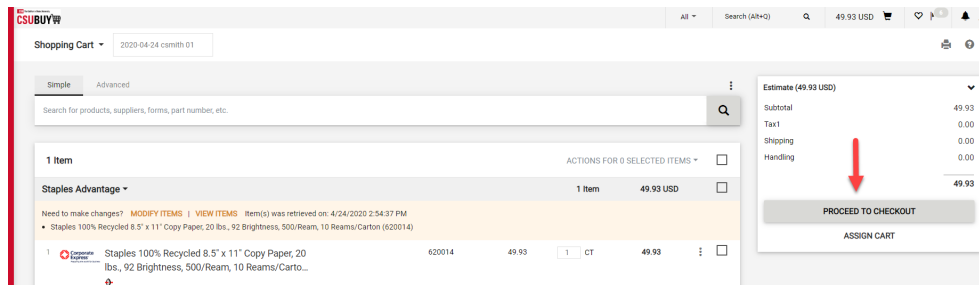 CSUBUY
All
Search (Alt+Q)
49.93 USD
Shopping Cart
2020-04-24 csmith 01
Simple
Advanced
Search for products, suppliers, forms, part number, etc.
1 Item
ACTIONS FOR 0 SELECTED ITEMS
Staples Advantage
1 Item
49.93 USD
Need to make changes? MODIFY ITEMS | VIEW ITEMS Item(s) was retrieved on: 4/24/2020 2:54:37 PM
• Staples 100% Recycled 8.5" x 11" Copy Paper, 20 lbs., 92 Brightness, 500/Ream, 10 Reams/Carton (620014)
1
Corporate Express
Staples 100% Recycled 8.5" x 11" Copy Paper, 20
lbs., 92 Brightness, 500/Ream, 10 Reams/Carto...
620014
49.93
1 CT
49.93
Estimate (49.93 USD)
Subtotal 49.93
Tax1 0.00
Shipping 0.00
Handling 0.00
49.93
PROCEED TO CHECKOUT
ASSIGN CART